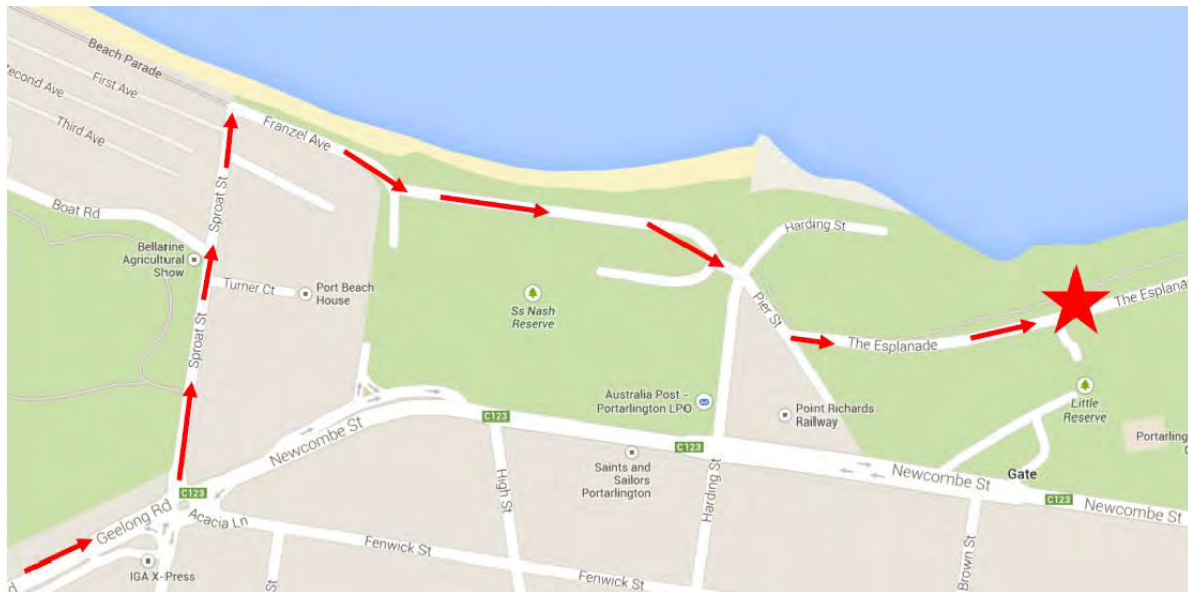 Beach Parade
First Ave
Second Ave
Third Ave
Franzel Ave
Sproat St
Boat Rd
Harding St
Bellarine
Agricultural
Show
Turner Ct
Port Beach
House
Ss Nash
Reserve
Pier St
The Esplanade
The Esplana
Sproat St
Australia Post -
Portarlington LPO
Point Richards
Railway
Little
Reserve
C123
Newcombe St
Portarling
Saints and
Sailors
Portarlington
C123
High St
Harding St
Newcombe St
Gate
C123
C123
Newcombe St
Geelong Rd
Acacia Ln
IGA X-Press
St
Fenwick St
Fenwick St
Brown St
d